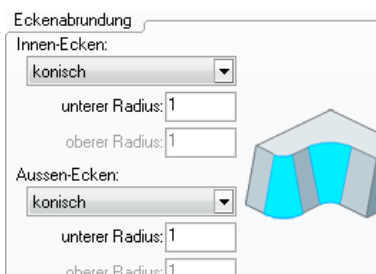 Eckenabrundung
Innen-Ecken:
konisch
unterer Radius: 1
oberer Radius: 1
Aussen-Ecken:
konisch
unterer Radius: 1
oberer Radius: 1